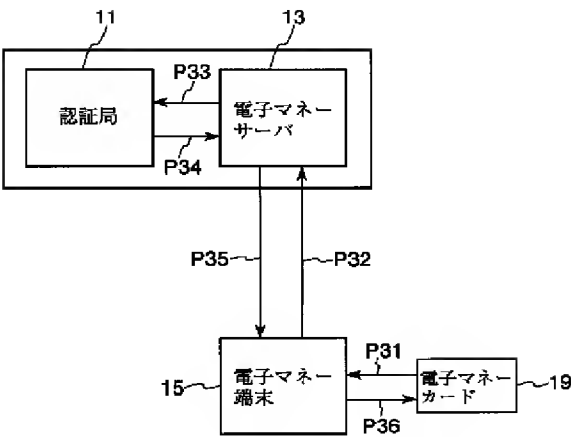 11
13
認証局
P33
P34
電子マネー
サーバ
P35
P32
15
電子マネー
端末
P31
P36
電子マネー
カード
19